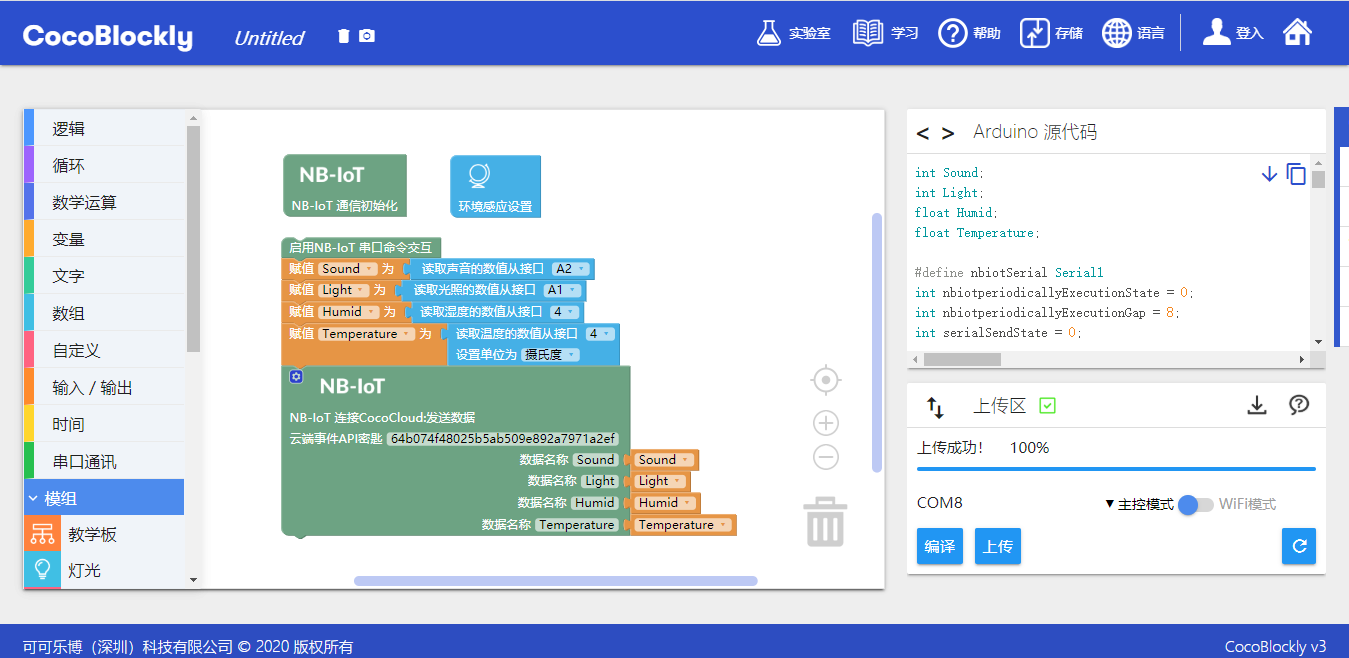 CocoBlockly Untitled 实验室 学习 帮助 存储 语言 登入
逻辑
循环
数学运算
变量
文字
数组
自定义
输入 / 输出
时间
串口通讯
模组
教学板
灯光
NB-IoT
NB-IoT 通信初始化
环境感应设置
启用NB-IoT 串口命令交互
赋值 Sound 为 读取声音的数值从接口 A2
赋值 Light 为 读取光照的数值从接口 A1
赋值 Humid 为 读取湿度的数值从接口 4
赋值 Temperature 为 读取温度的数值从接口 4
设置单位为 摄氏度
NB-IoT
NB-IoT 连接CocoCloud:发送数据
云端事件API密匙 64b074f48025b5ab509e892a7971a2ef
数据名称 Sound Sound
数据名称 Light Light
数据名称 Humid Humid
数据名称 Temperature Temperature
< > Arduino 源代码
int Sound;
int Light;
float Humid;
float Temperature;
#define nbiotSerial Serial1
int nbiotperiodicallyExecutionState = 0;
int nbiotperiodicallyExecutionGap = 8;
int serialSendState = 0;
上传区
上传成功! 100%
COM8 主控模式 WiFi模式
编译 上传
可可乐博（深圳）科技有限公司 © 2020 版权所有 CocoBlockly v3